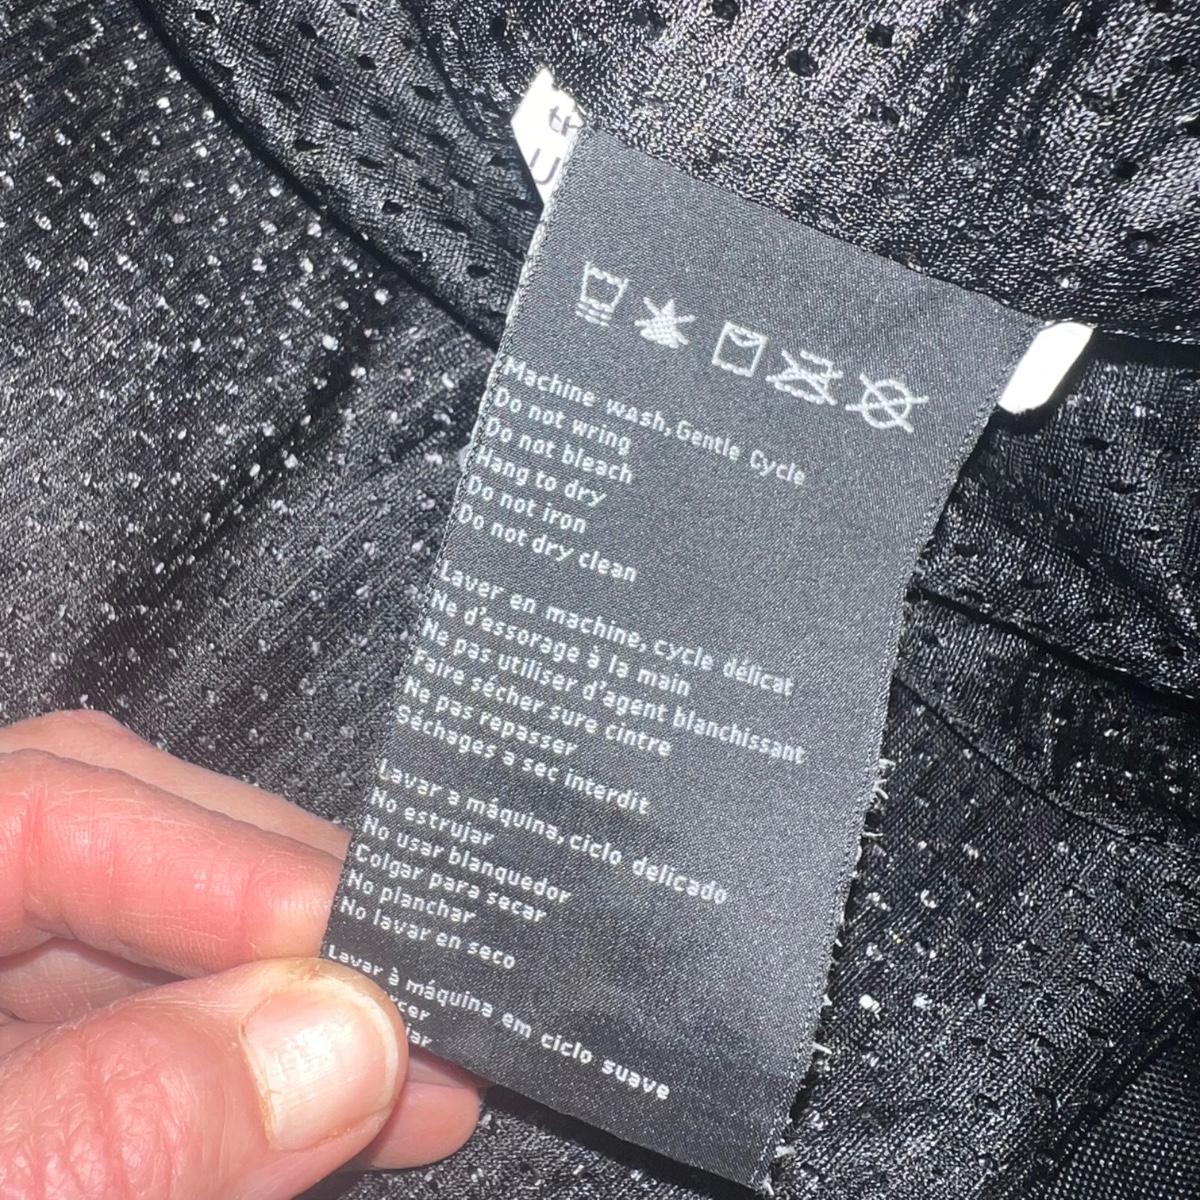 Machine wash, Gentle Cycle
Do not wring
Do not bleach
Hang to dry
Do not iron
Do not dry clean
Laver en machine, cycle délicat
Ne d'essorage à la main
Ne pas utiliser d'agent blanchissant
Faire sécher sure cintre
Ne pas repasser
Séchages a sec interdit
Lavar a máquina, ciclo delicado
No estrujar
No usar blanquedor
Colgar para secar
No planchar
No lavar en seco
Lavar à máquina em ciclo suave